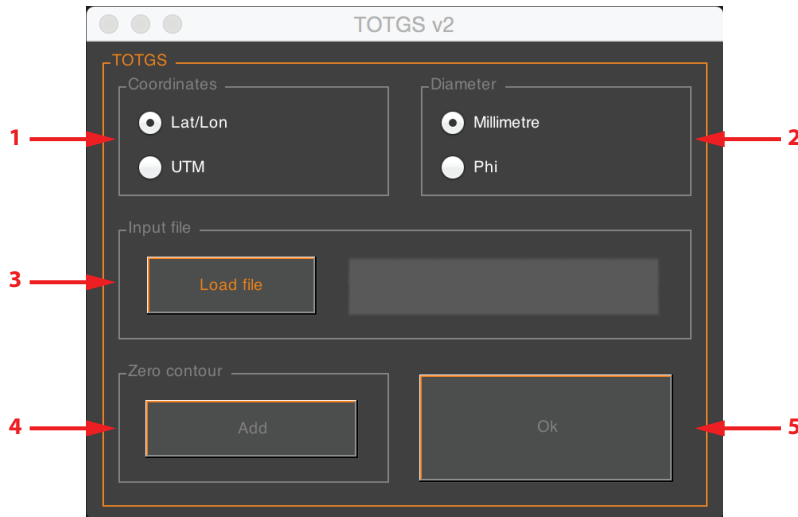 TOTGS v2
TOTGS
Coordinates
Diameter
1
Lat/Lon
Millimetre
2
UTM
Phi
Input file
3
Load file
Zero contour
4
Add
Ok
5